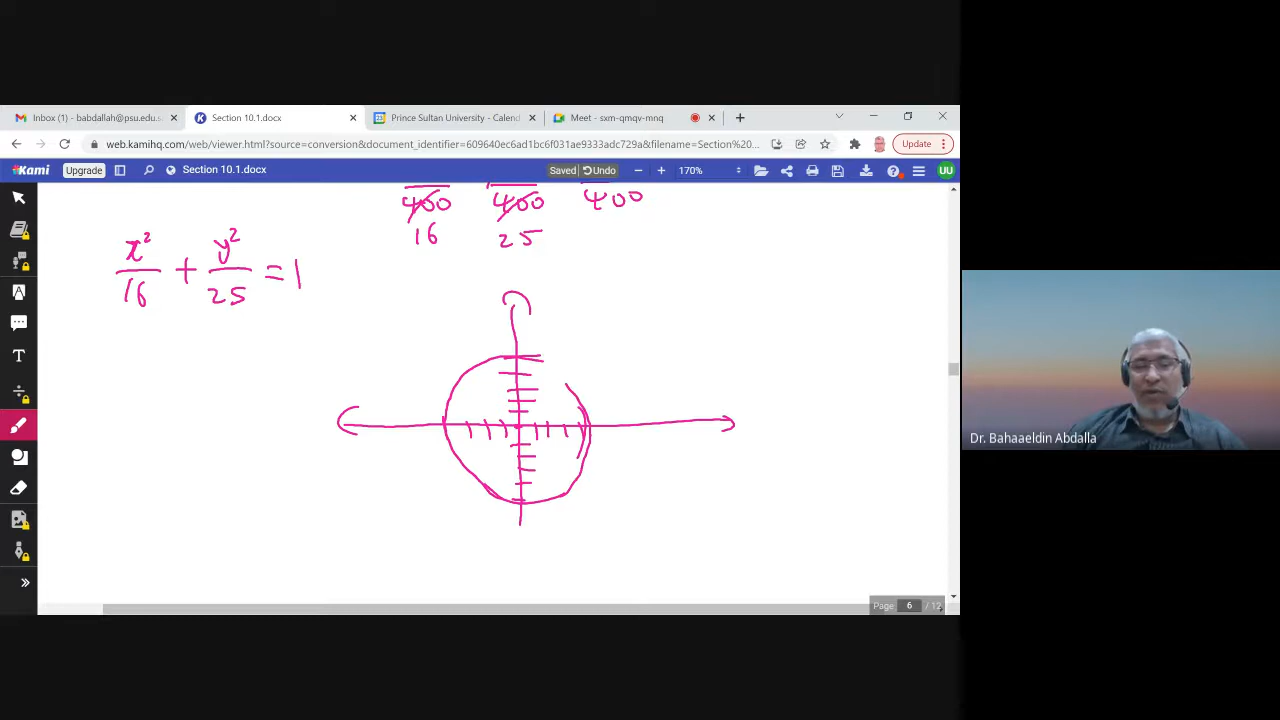 Inbox (1) - babdallah@psu.edu.s
Section 10.1.docx
Prince Sultan University - Calend
Meet - sxm-qmqv-mnq
web.kamihq.com/web/viewer.html?source=conversion&document_identifier=609640ec6ad1bc6f031ae9333adc729a&filename=Section%20...
Update
Kami
Upgrade
Section 10.1.docx
Saved
Undo
170%
UU
400 400 400
16 25
x²/16 + y²/25 = 1
Dr. Bahaaeldin Abdalla
Page 6 / 12